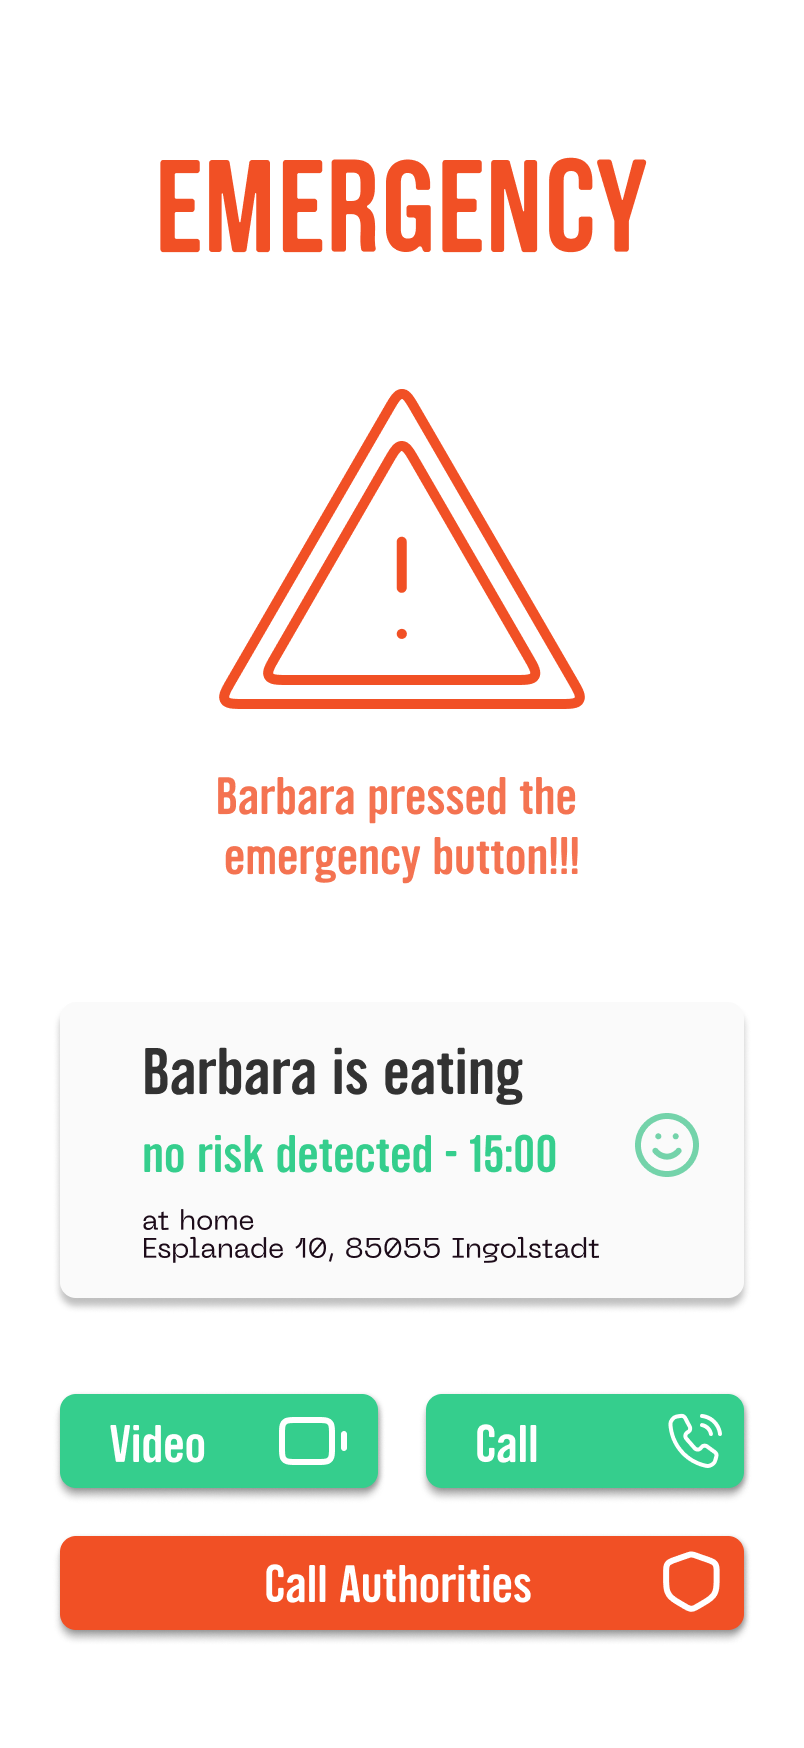 EMERGENCY
Barbara pressed the
emergency button!!!
Barbara is eating
no risk detected - 15:00
at home
Esplanade 10, 85055 Ingolstadt
Video
Call
Call Authorities